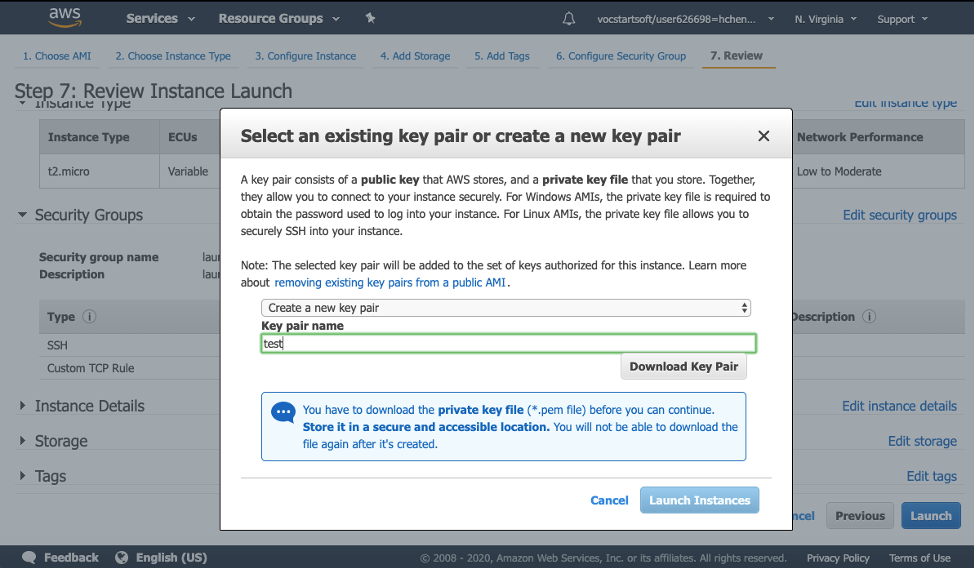 aws
Services
Resource Groups
vocstartsoft/user626698=hchen...
N. Virginia
Support
1. Choose AMI
2. Choose Instance Type
3. Configure Instance
4. Add Storage
5. Add Tags
6. Configure Security Group
7. Review
Step 7: Review Instance Launch
Instance Type
Edit instance type
Instance Type
ECUs
Network Performance
t2.micro
Variable
Low to Moderate
Security Groups
Edit security groups
Security group name
lau
Description
lau
Type
Description
SSH
Custom TCP Rule
Instance Details
Edit instance details
Storage
Edit storage
Tags
Edit tags
ncel
Previous
Launch
Select an existing key pair or create a new key pair
A key pair consists of a public key that AWS stores, and a private key file that you store. Together,
they allow you to connect to your instance securely. For Windows AMIs, the private key file is required to
obtain the password used to log into your instance. For Linux AMIs, the private key file allows you to
securely SSH into your instance.
Note: The selected key pair will be added to the set of keys authorized for this instance. Learn more
about removing existing key pairs from a public AMI.
Create a new key pair
Key pair name
test
Download Key Pair
You have to download the private key file (*.pem file) before you can continue.
Store it in a secure and accessible location. You will not be able to download the
file again after it's created.
Cancel
Launch Instances
Feedback
English (US)
© 2008 - 2020, Amazon Web Services, Inc. or its affiliates. All rights reserved.
Privacy Policy
Terms of Use